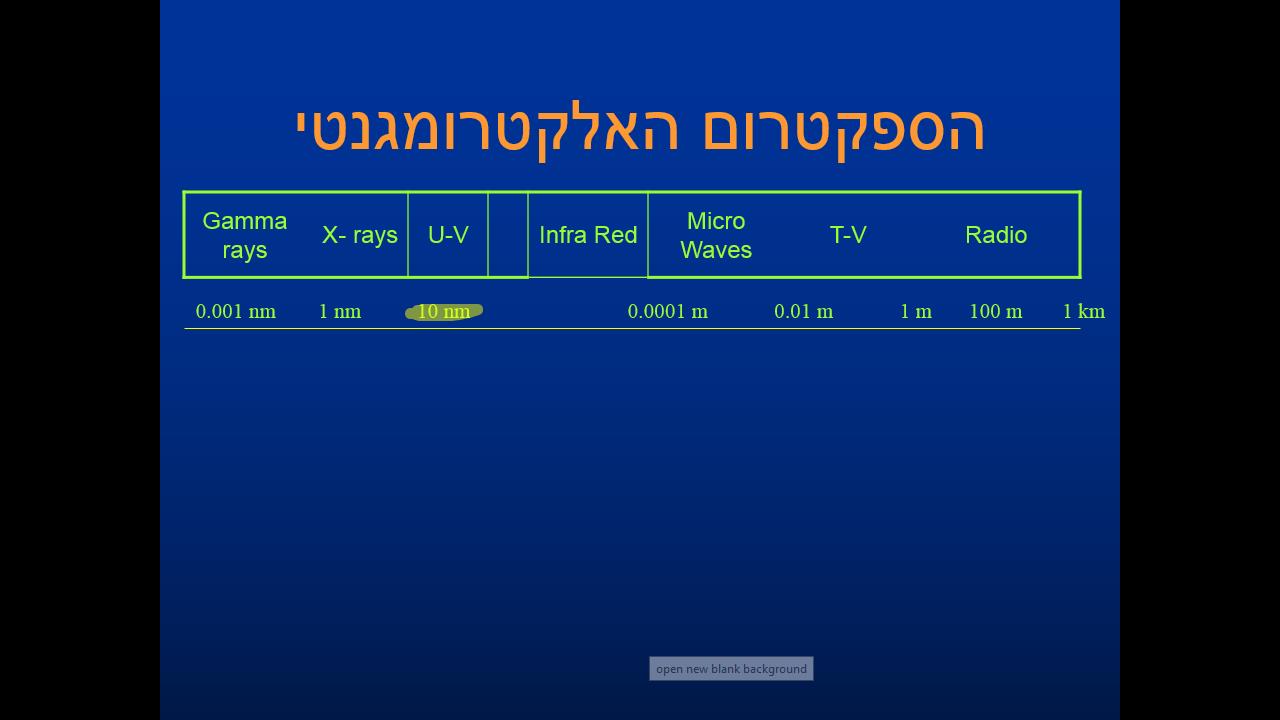 הספקטרום האלקטרומגנטי
Gamma rays X- rays U-V Infra Red Micro Waves T-V Radio
0.001 nm 1 nm 10 nm 0.0001 m 0.01 m 1 m 100 m 1 km
open new blank background